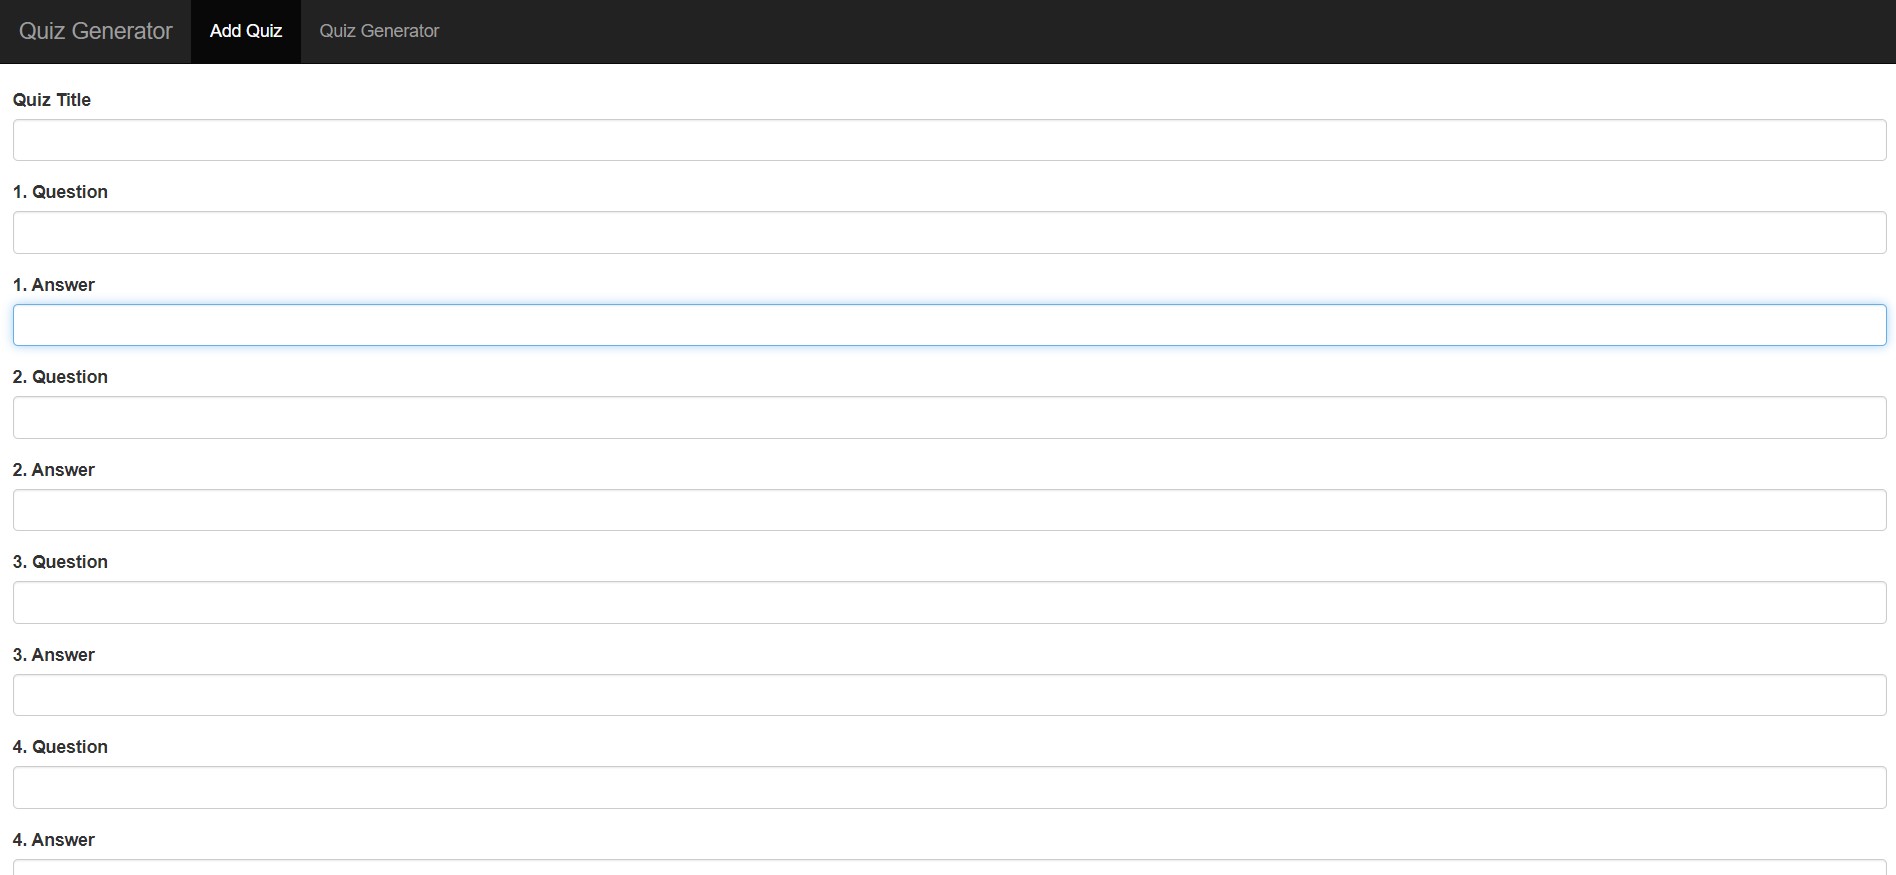 Quiz Generator Add Quiz Quiz Generator
Quiz Title
1. Question
1. Answer
2. Question
2. Answer
3. Question
3. Answer
4. Question
4. Answer